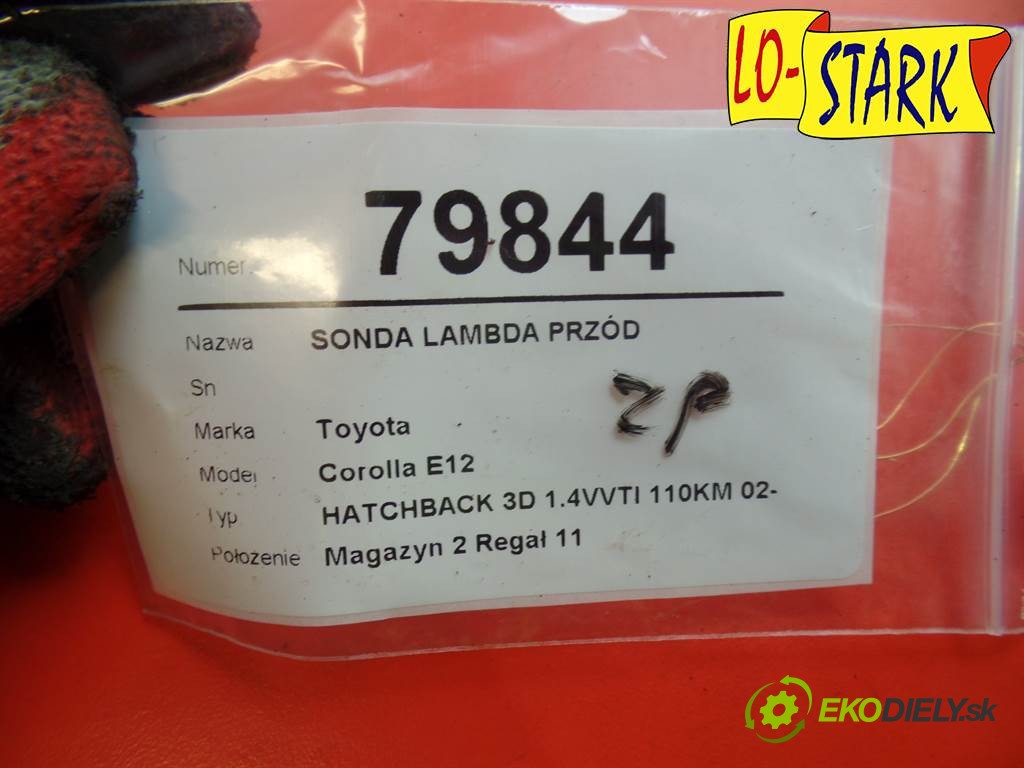 LO-STARK
Numer 79844
Nazwa SONDA LAMBDA PRZÓD
Sn
ZP
Marka Toyota
Model Corolla E12
Typ HATCHBACK 3D 1.4VVTI 110KM 02-
Położenie Magazyn 2 Regał 11
EKODIELY.sk